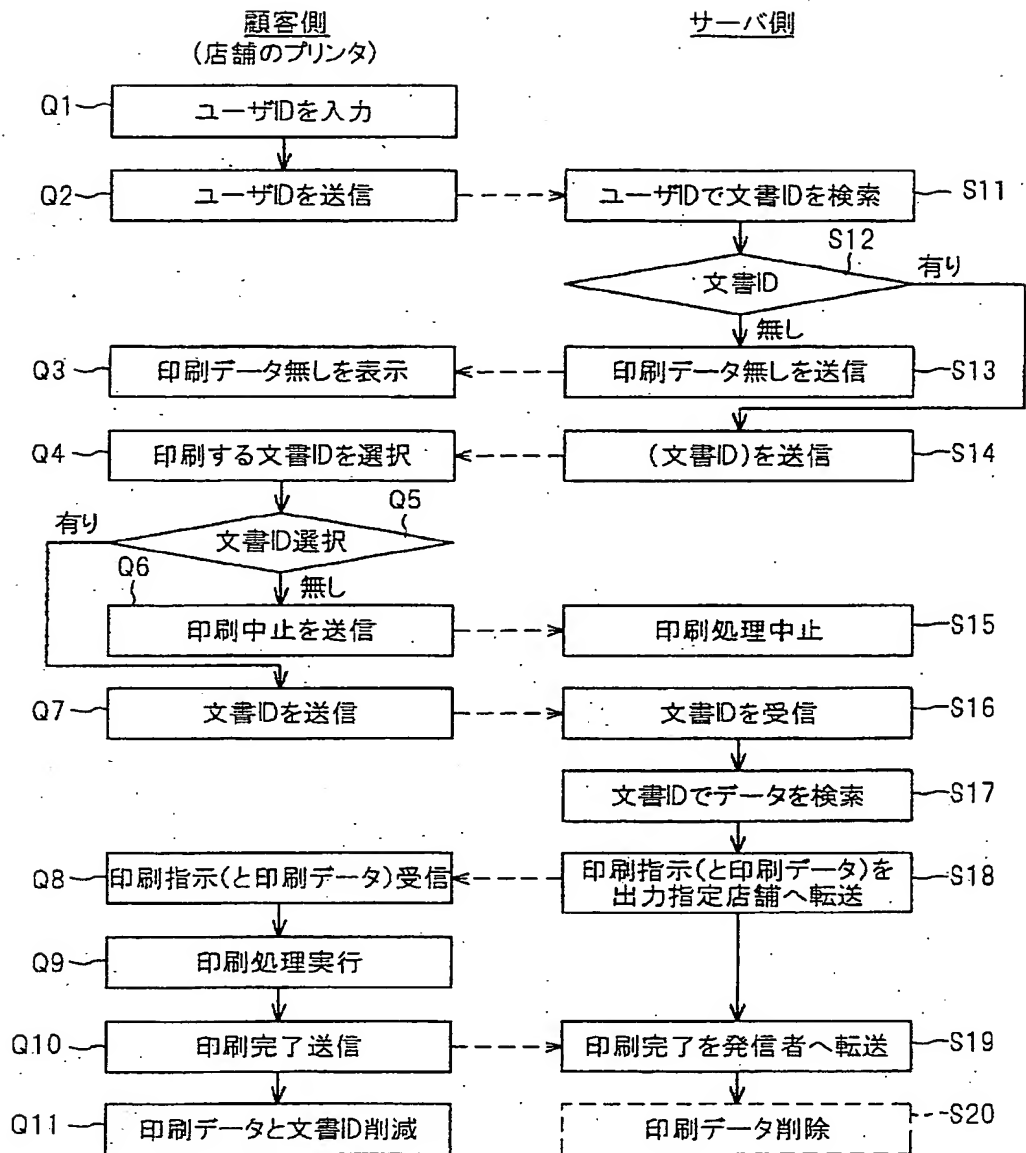 顧客側
(店舗のプリンタ)
サーバ側
Q1
ユーザIDを入力
Q2
ユーザIDを送信
ユーザIDで文書IDを検索
S11
S12
文書ID
有り
無し
Q3
印刷データ無しを表示
印刷データ無しを送信
S13
Q4
印刷する文書IDを選択
(文書ID)を送信
S14
Q5
有り
文書ID選択
Q6
無し
印刷中止を送信
印刷処理中止
S15
Q7
文書IDを送信
文書IDを受信
S16
文書IDでデータを検索
S17
Q8
印刷指示(と印刷データ)受信
印刷指示(と印刷データ)を
出力指定店舗へ転送
S18
Q9
印刷処理実行
Q10
印刷完了送信
印刷完了を発信者へ転送
S19
Q11
印刷データと文書ID削減
印刷データ削除
S20